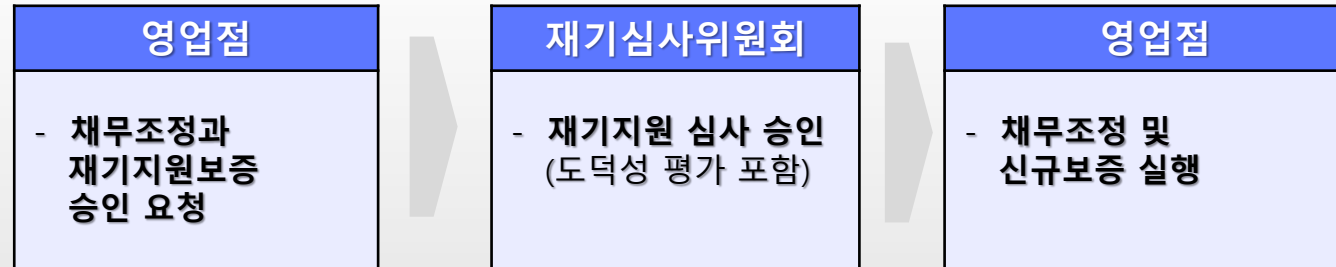 영업점
- 채무조정과
재기지원보증
승인 요청
재기심사위원회
- 재기지원 심사 승인
(도덕성 평가 포함)
영업점
- 채무조정 및
신규보증 실행